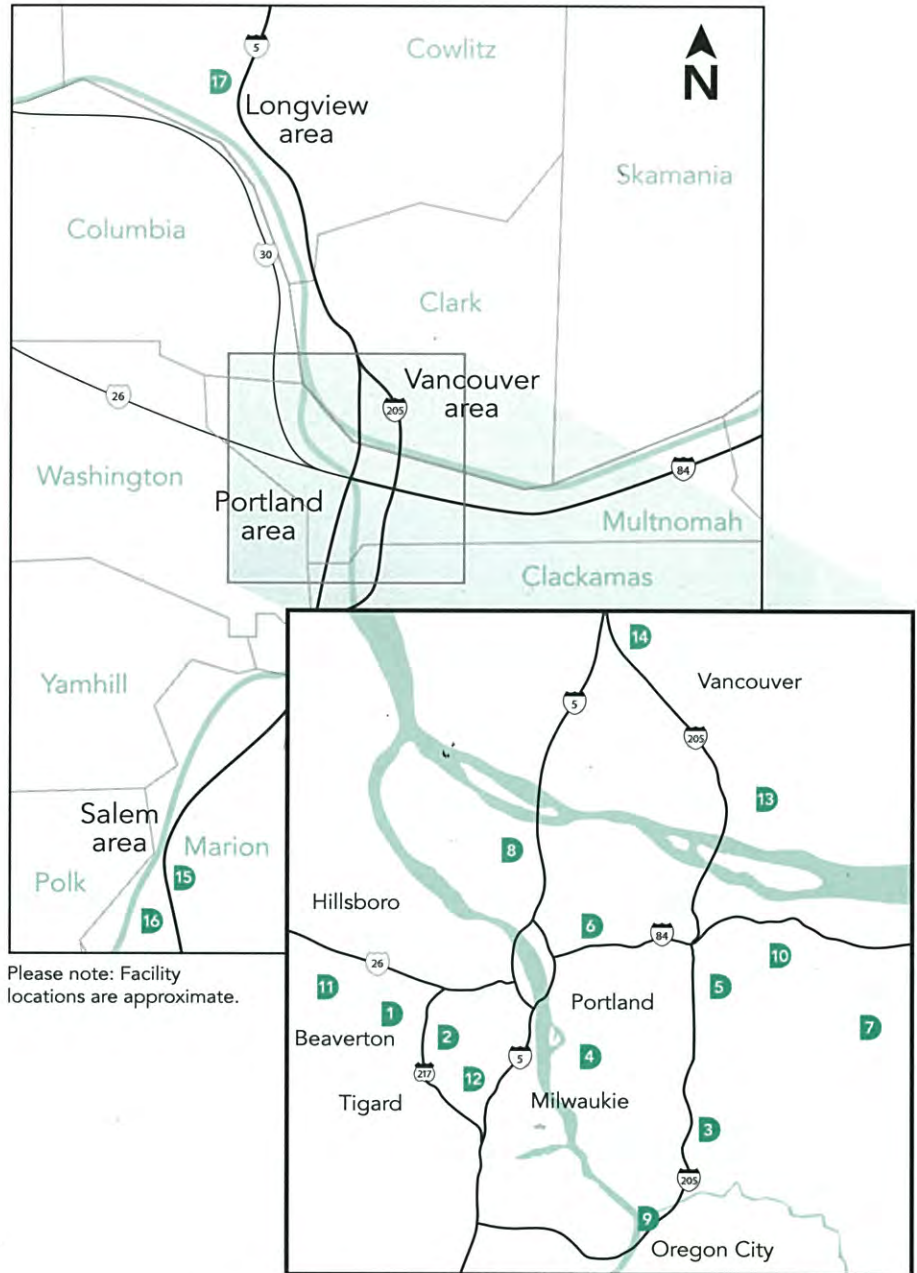 5
Cowlitz
N
17
Longview
area
Skamania
Columbia
30
Clark
26
Vancouver
area
205
Washington
84
Portland
area
Multnomah
Clackamas
Yamhill
Salem
area
Marion
15
Polk
16
Please note: Facility
locations are approximate.
14
Vancouver
5
205
13
8
Hillsboro
6
84
10
26
11
5
Portland
1
7
Beaverton
2
4
5
217
12
Tigard
Milwaukie
3
205
9
Oregon City